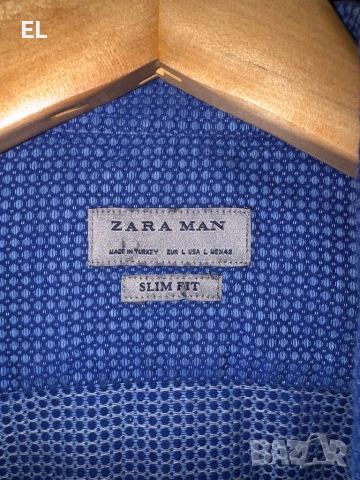 EL
ZARA MAN
MADE IN TURKEY EUR L USA L MEX 42
SLIM FIT
BAZAR